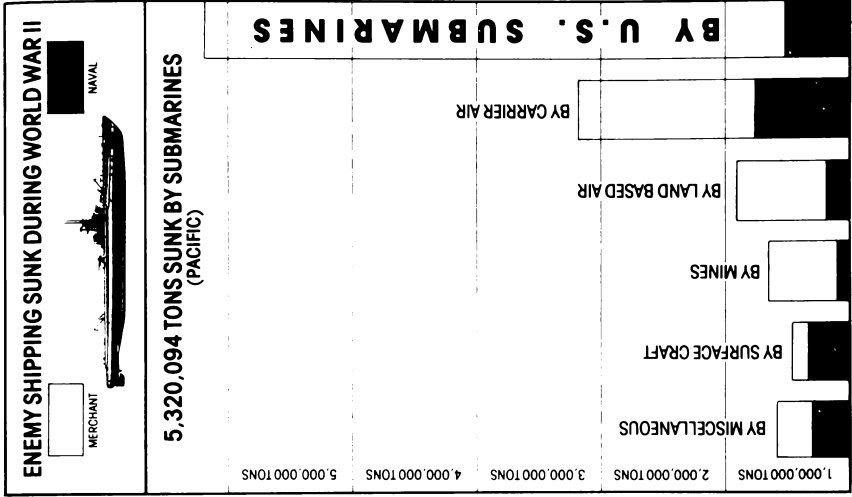 ENEMY SHIPPING SUNK DURING WORLD WAR II
MERCHANT
NAVAL
5,320,094 TONS SUNK BY SUBMARINES
(PACIFIC)
1,000,000 TONS
2,000,000 TONS
3,000,000 TONS
4,000,000 TONS
5,000,000 TONS
BY MISCELLANEOUS
BY SURFACE CRAFT
BY MINES
BY LAND BASED AIR
BY CARRIER AIR
BY U.S. SUBMARINES